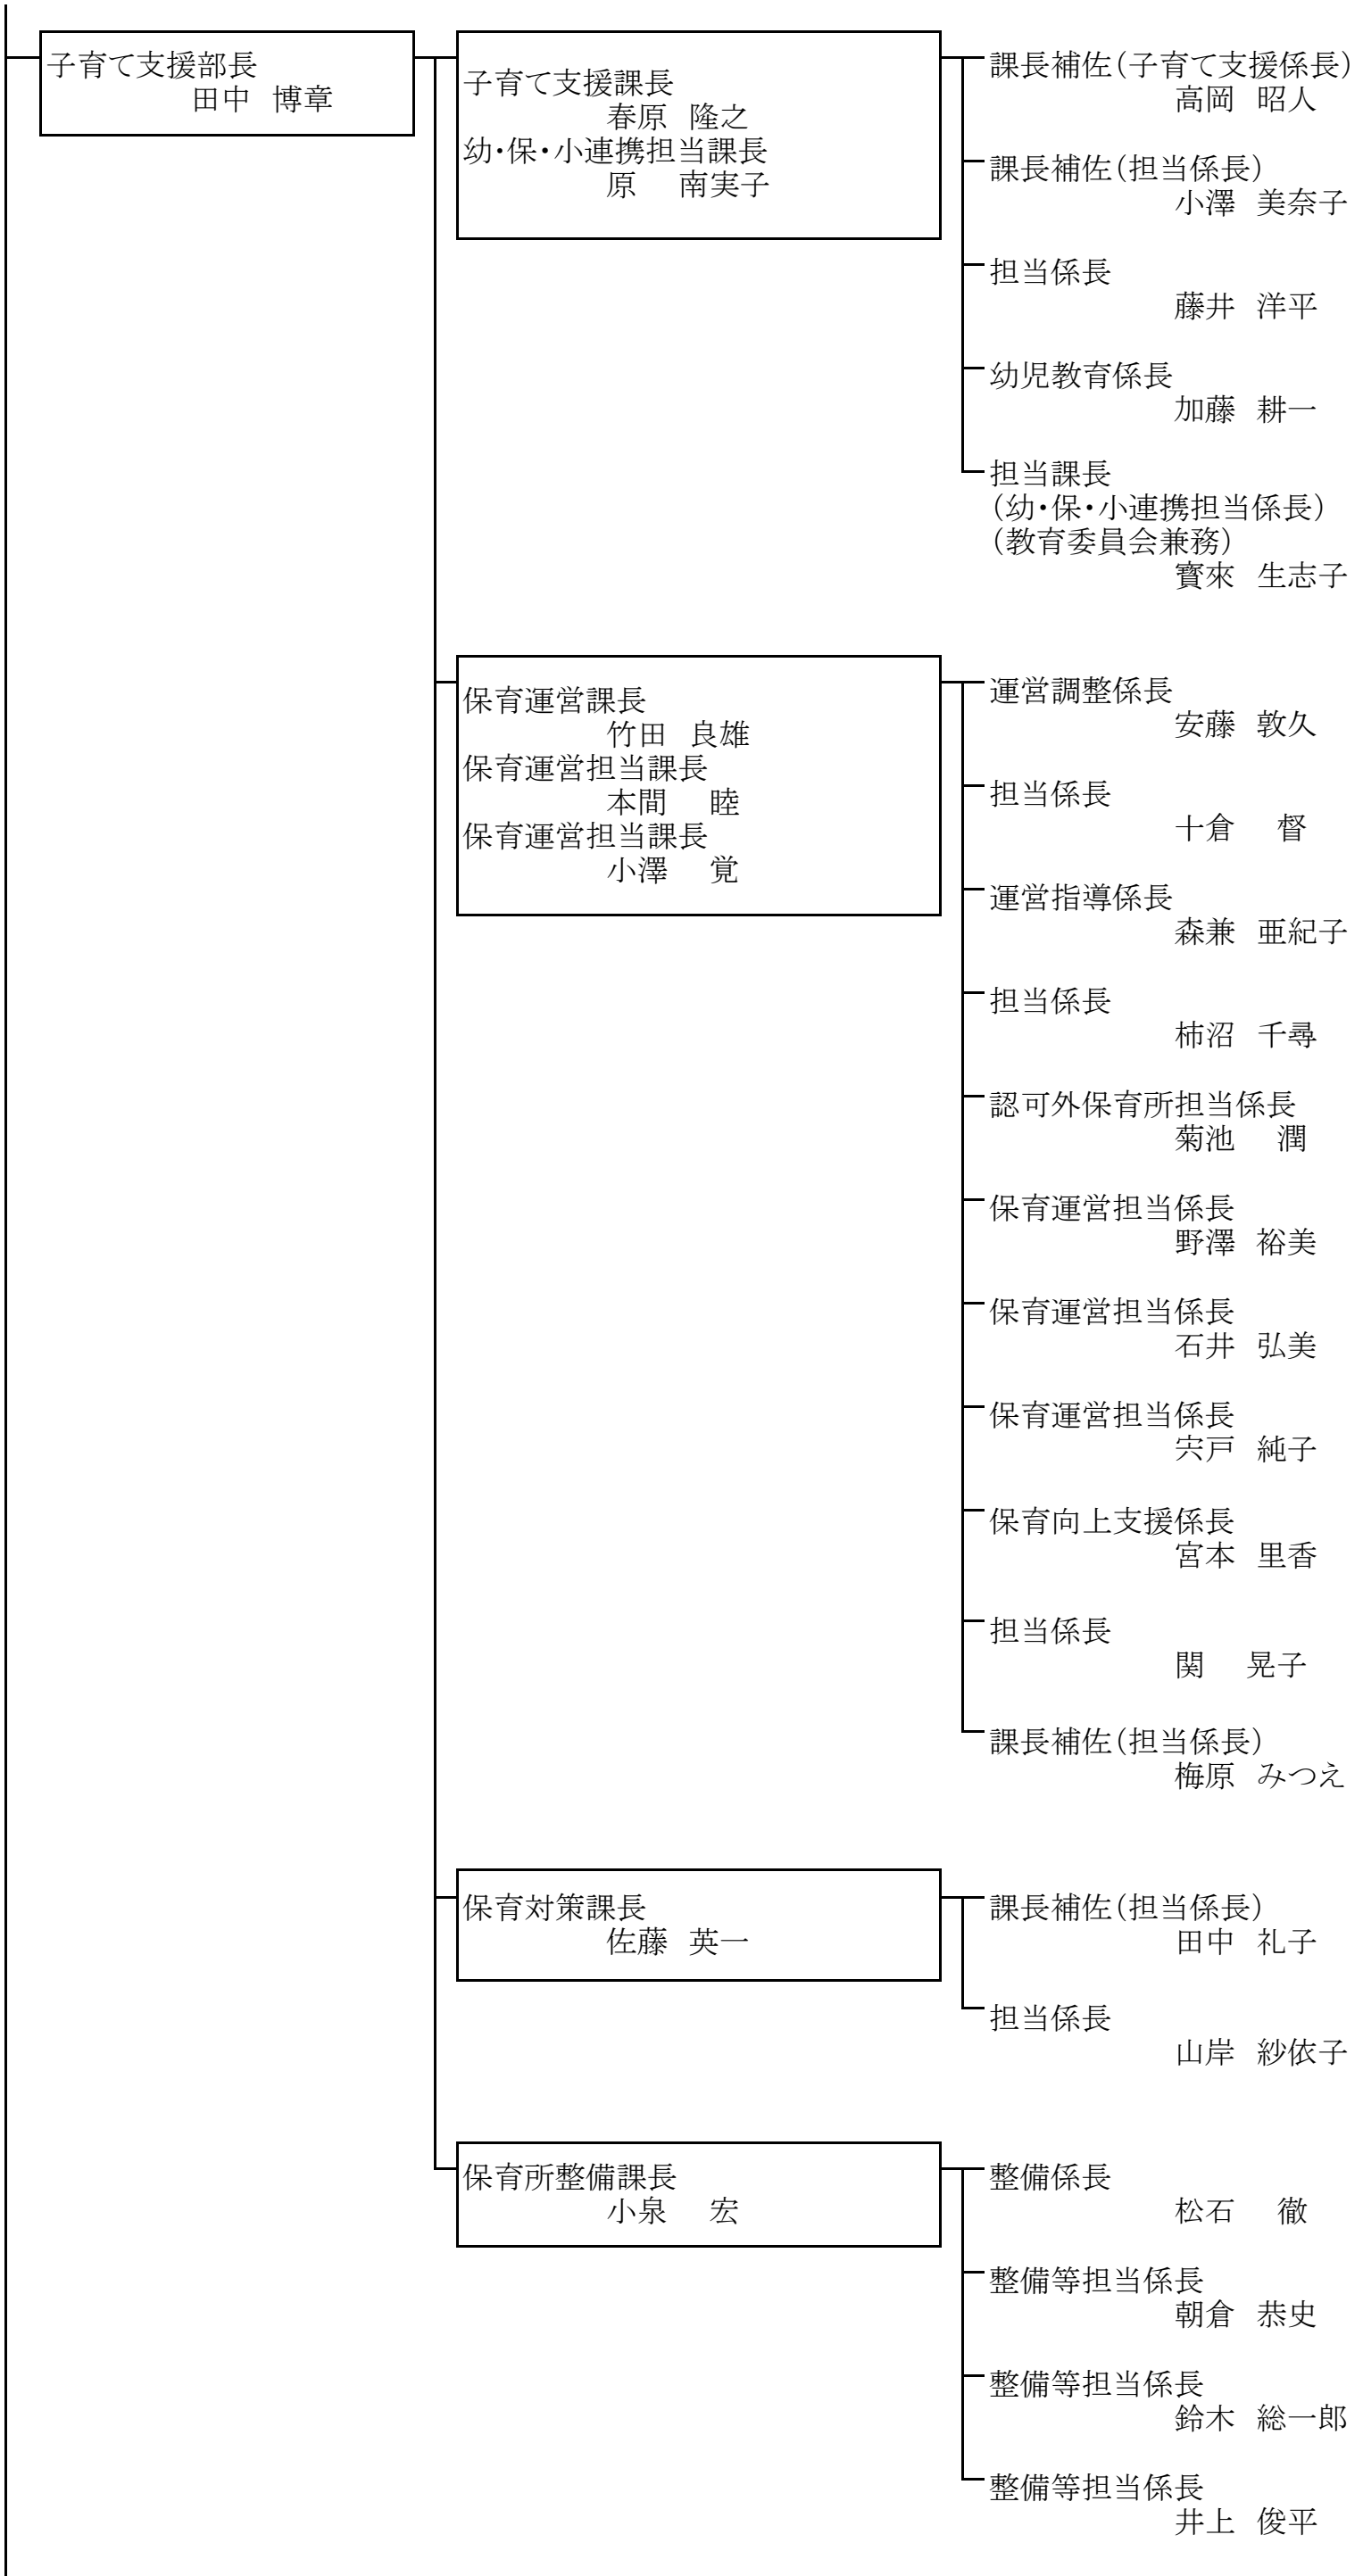 子育て支援部長
田中 博章
子育て支援課長
春原 隆之
幼・保・小連携担当課長
原 南実子
課長補佐(子育て支援係長)
高岡 昭人
課長補佐(担当係長)
小澤 美奈子
担当係長
藤井 洋平
幼児教育係長
加藤 耕一
担当課長
(幼・保・小連携担当係長)
(教育委員会兼務)
寳來 生志子
保育運営課長
竹田 良雄
保育運営担当課長
本間 睦
保育運営担当課長
小澤 覚
運営調整係長
安藤 敦久
担当係長
十倉 督
運営指導係長
森兼 亜紀子
担当係長
柿沼 千尋
認可外保育所担当係長
菊池 潤
保育運営担当係長
野澤 裕美
保育運営担当係長
石井 弘美
保育運営担当係長
宍戸 純子
保育向上支援係長
宮本 里香
担当係長
関 晃子
課長補佐(担当係長)
梅原 みつえ
保育対策課長
佐藤 英一
課長補佐(担当係長)
田中 礼子
担当係長
山岸 紗依子
保育所整備課長
小泉 宏
整備係長
松石 徹
整備等担当係長
朝倉 恭史
整備等担当係長
鈴木 総一郎
整備等担当係長
井上 俊平